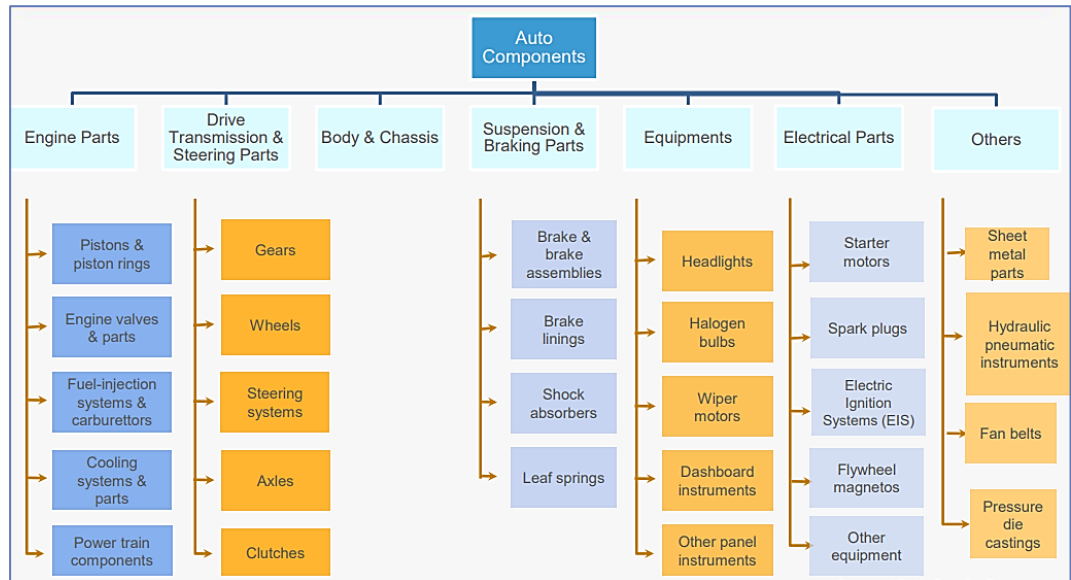 Auto
Components
Engine Parts
Drive
Transmission &
Steering Parts
Body & Chassis
Suspension &
Braking Parts
Equipments
Electrical Parts
Others
Pistons &
piston rings
Engine valves
& parts
Fuel-injection
systems &
carburettors
Cooling
systems &
parts
Power train
components
Gears
Wheels
Steering
systems
Axles
Clutches
Brake &
brake
assemblies
Brake
linings
Shock
absorbers
Leaf springs
Headlights
Halogen
bulbs
Wiper
motors
Dashboard
instruments
Other panel
instruments
Starter
motors
Spark plugs
Electric
Ignition
Systems (EIS)
Flywheel
magnetos
Other
equipment
Sheet
metal
parts
Hydraulic
pneumatic
instruments
Fan belts
Pressure
die
castings